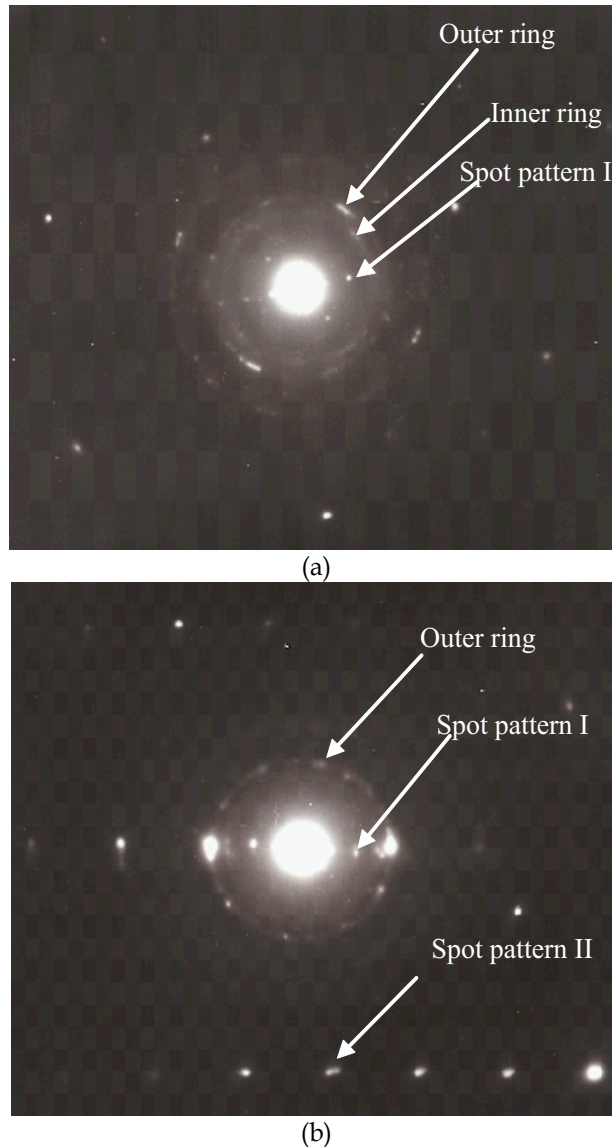 Outer ring
Inner ring
Spot pattern I
(a)
Outer ring
Spot pattern I
Spot pattern II
(b)